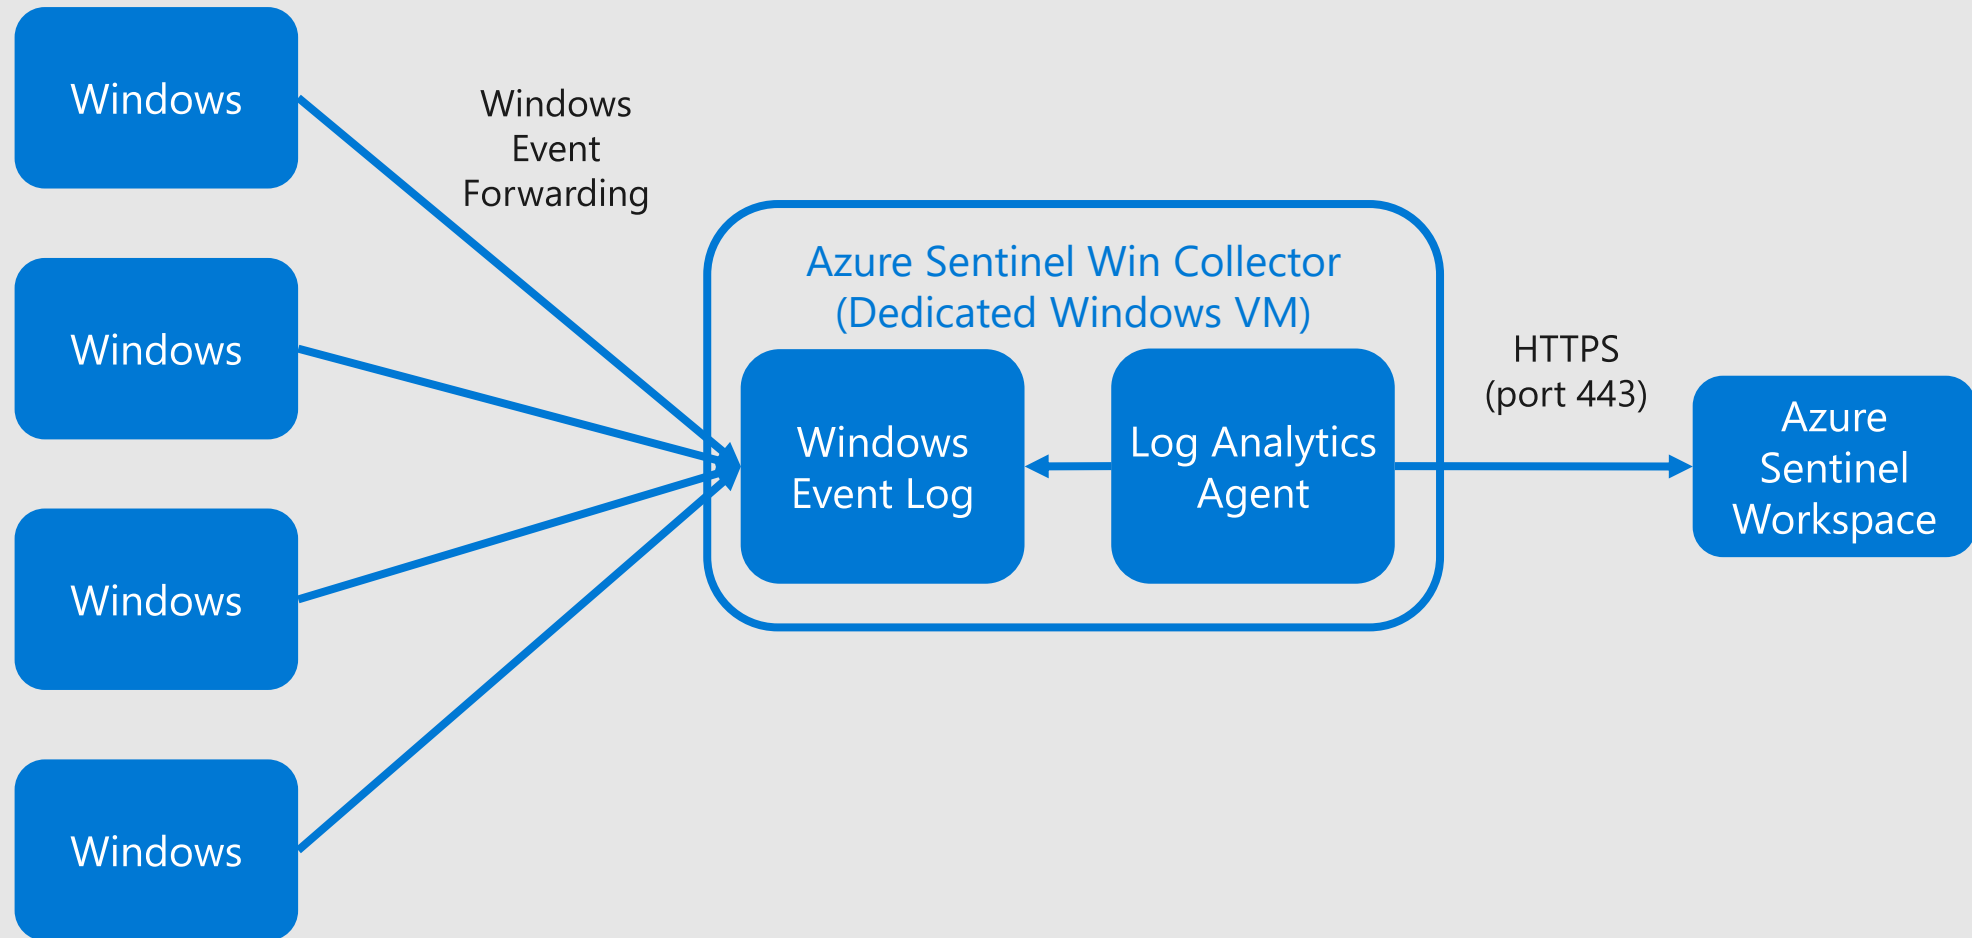 Windows
Windows
Event
Forwarding
Windows
Windows
Windows
Azure Sentinel Win Collector
(Dedicated Windows VM)
Windows
Event Log
Log Analytics
Agent
HTTPS
(port 443)
Azure
Sentinel
Workspace